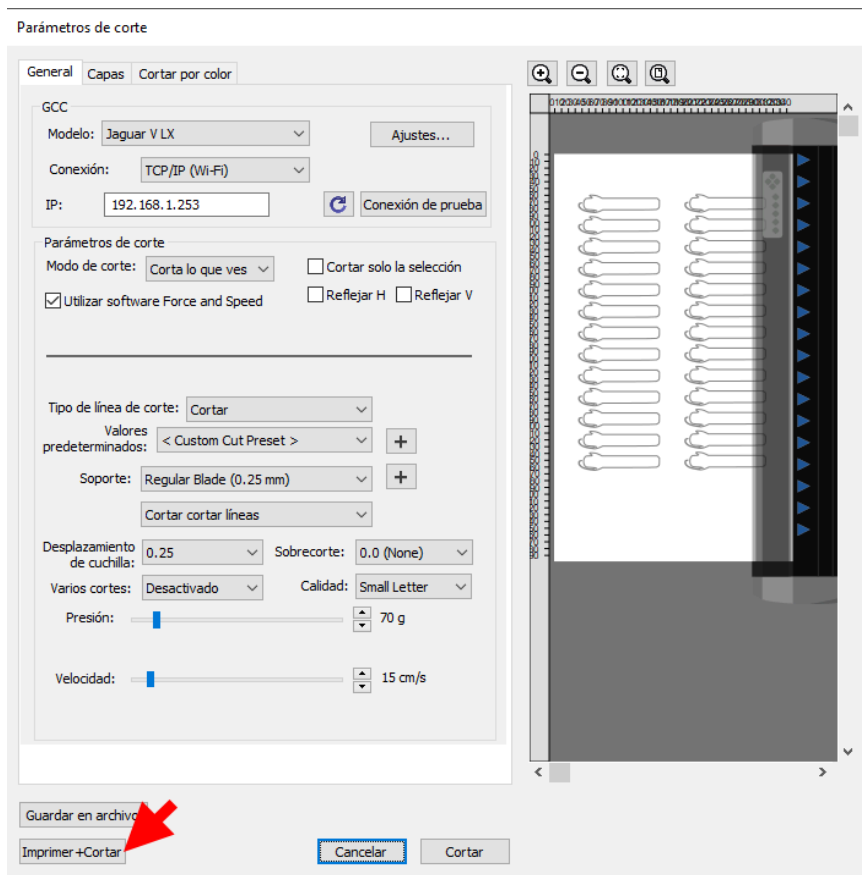 Parámetros de corte
General Capas Cortar por color
GCC
Modelo: Jaguar V LX Ajustes...
Conexión: TCP/IP (Wi-Fi)
IP: 192.168.1.253 Conexión de prueba
Parámetros de corte
Modo de corte: Corta lo que ves Cortar solo la selección
Utilizar software Force and Speed Reflejar H Reflejar V
Tipo de línea de corte: Cortar
Valores predeterminados: < Custom Cut Preset > +
Soporte: Regular Blade (0.25 mm) +
Cortar cortar líneas
Desplazamiento de cuchilla: 0.25 Sobrecorte: 0.0 (None)
Varios cortes: Desactivado Calidad: Small Letter
Presión: 70 g
Velocidad: 15 cm/s
Guardar en archivo
Imprimer+Cortar Cancelar Cortar